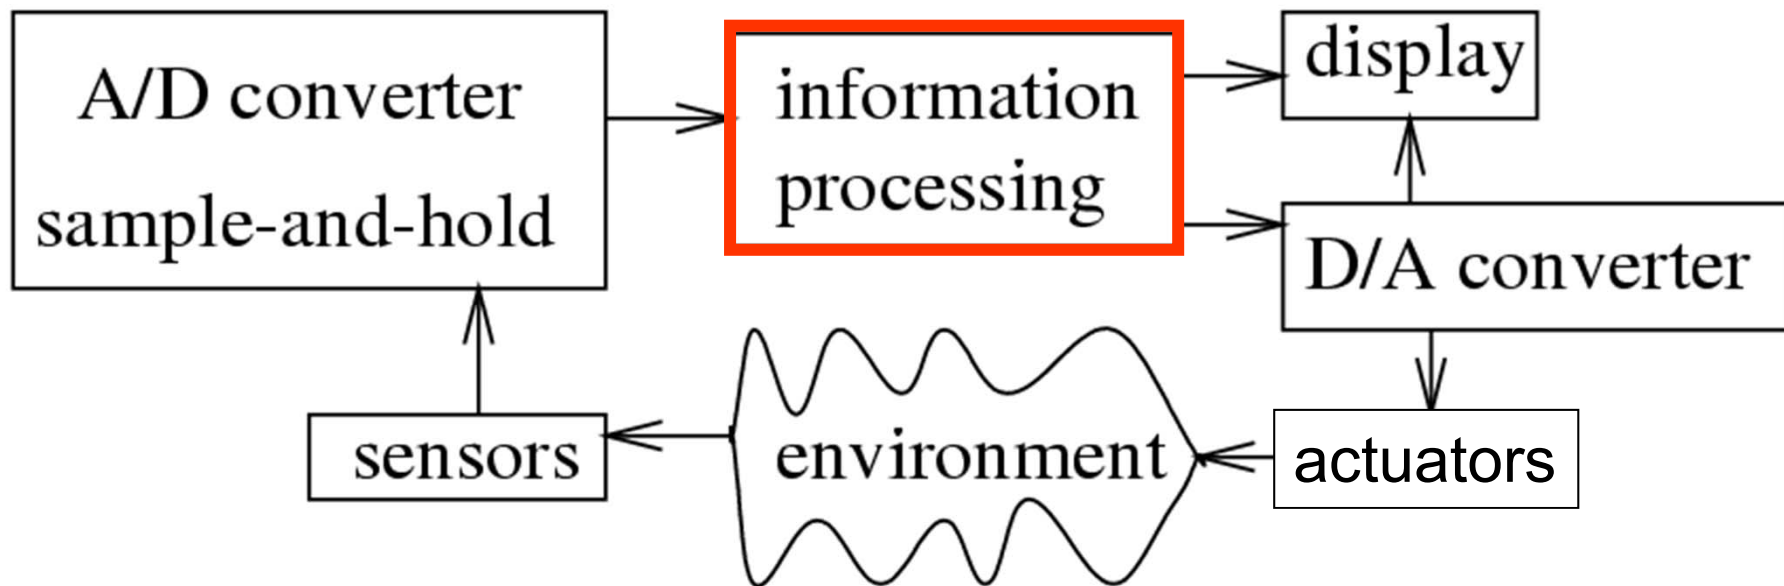 A/D converter
sample-and-hold
information
processing
display
D/A converter
sensors
environment
actuators